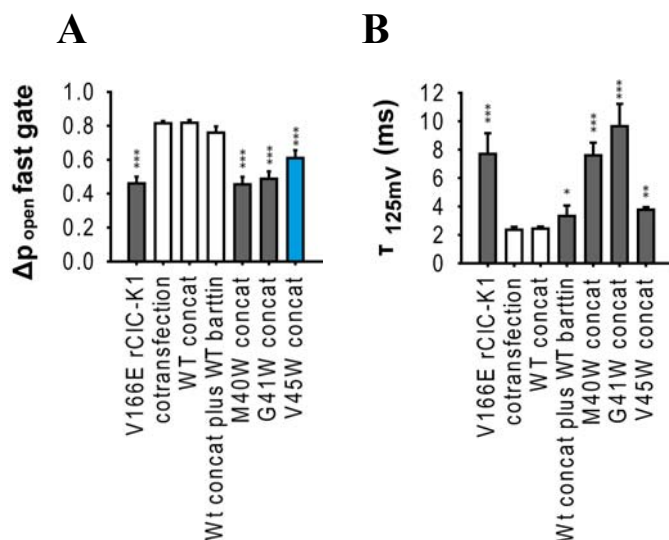 A
Δp open fast gate
1.0
0.8
0.6
0.4
0.2
0.0
***
***
***
***
V166E rClC-K1
cotransfection
WT concat
Wt concat plus WT barttin
M40W concat
G41W concat
V45W concat
B
τ 125mV (ms)
12
10
8
6
4
2
0
***
*
***
***
**
V166E rClC-K1
cotransfection
WT concat
Wt concat plus WT barttin
M40W concat
G41W concat
V45W concat